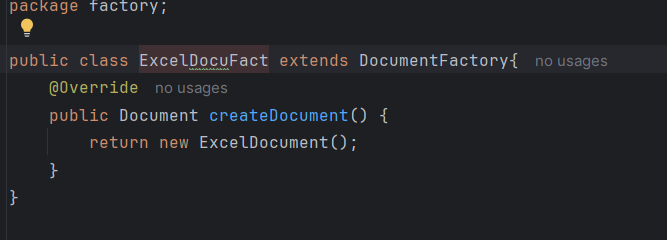 package factory;
public class ExcelDocuFact extends DocumentFactory{ no usages
@Override no usages
public Document createDocument() {
return new ExcelDocument();
}
}